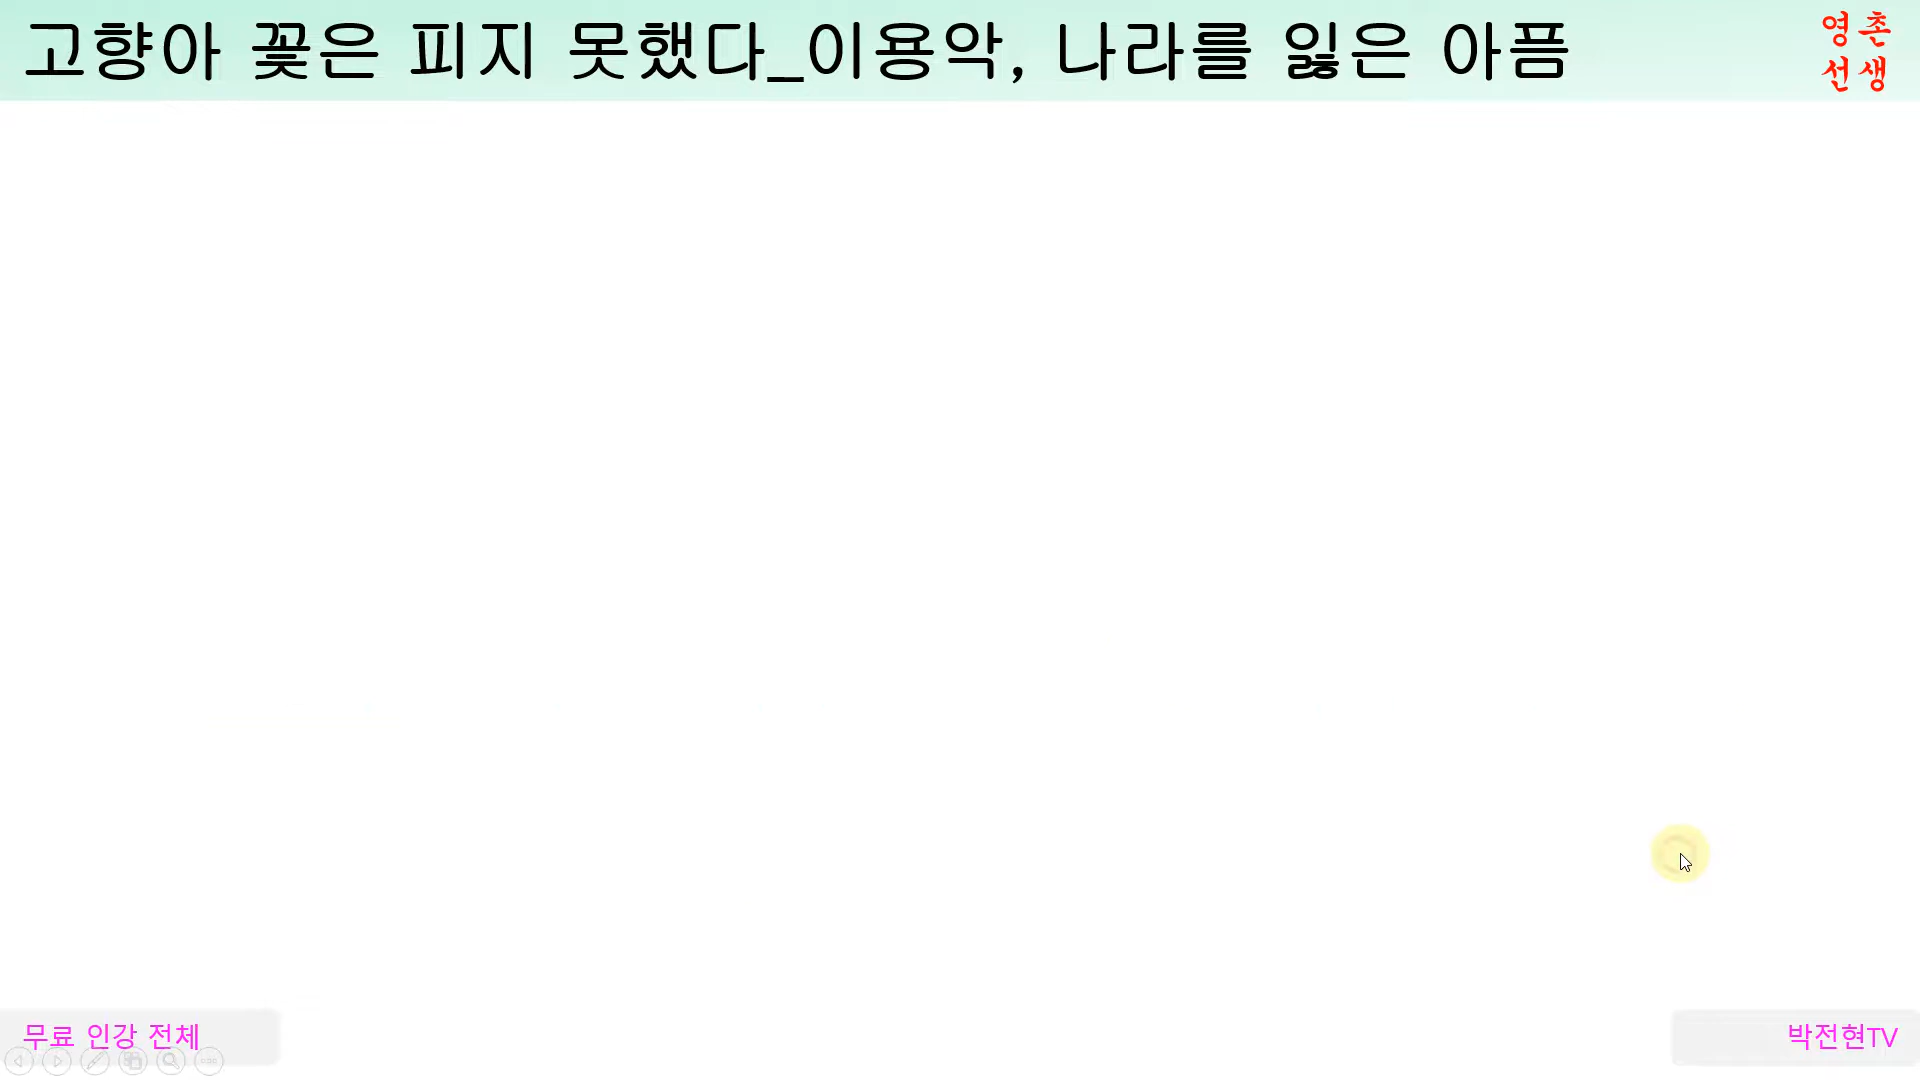 고향아 꽃은 피지 못했다_이용악, 나라를 잃은 아픔
영촌
선생
무료 인강 전체
박전현TV